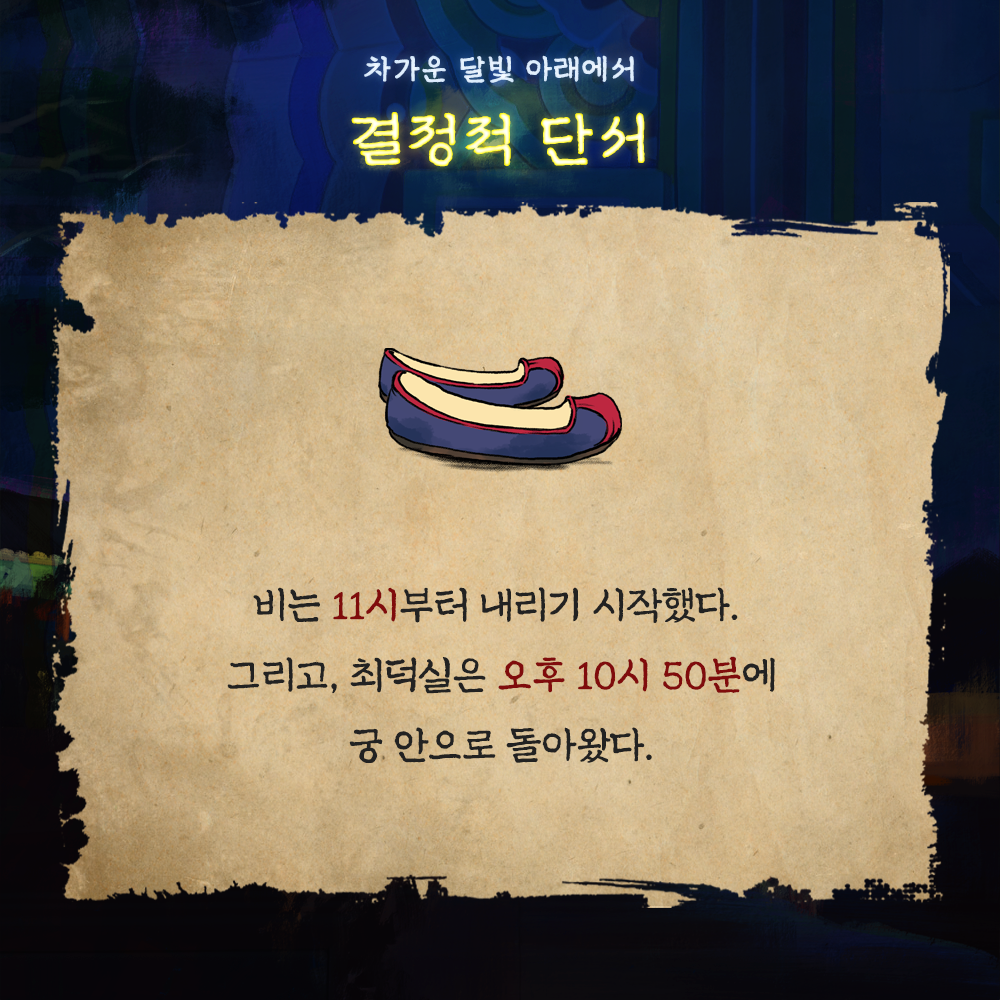 차가운 달빛 아래에서
결정적 단서
비는 11시부터 내리기 시작했다.
그리고, 최덕실은 오후 10시 50분에
궁 안으로 돌아왔다.